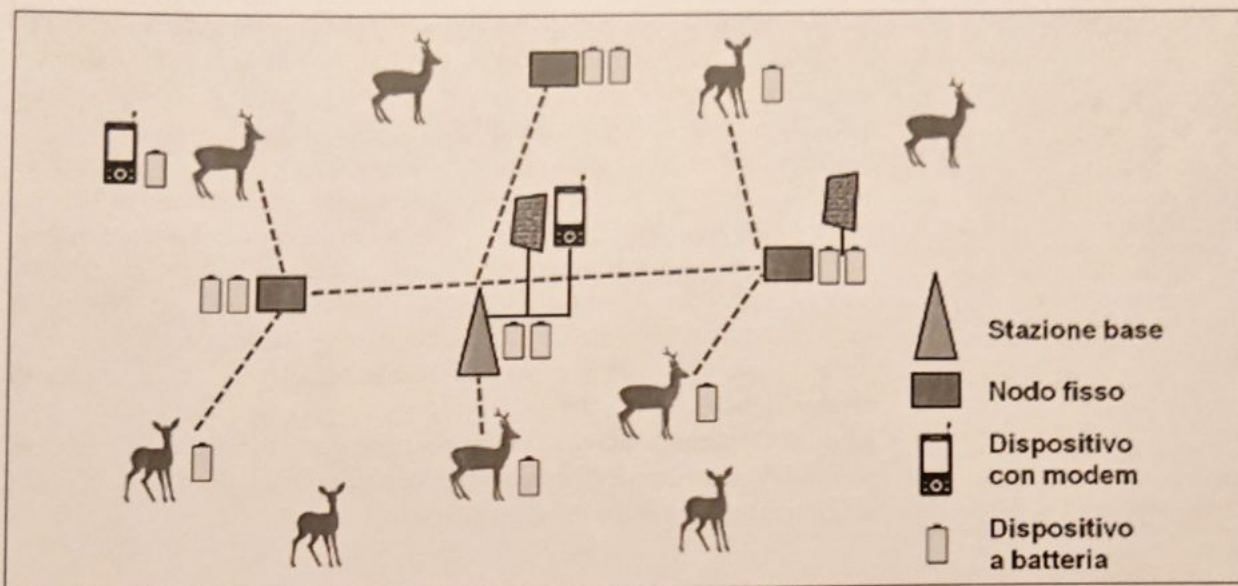 Stazione base
Nodo fisso
Dispositivo
con modem
Dispositivo
a batteria